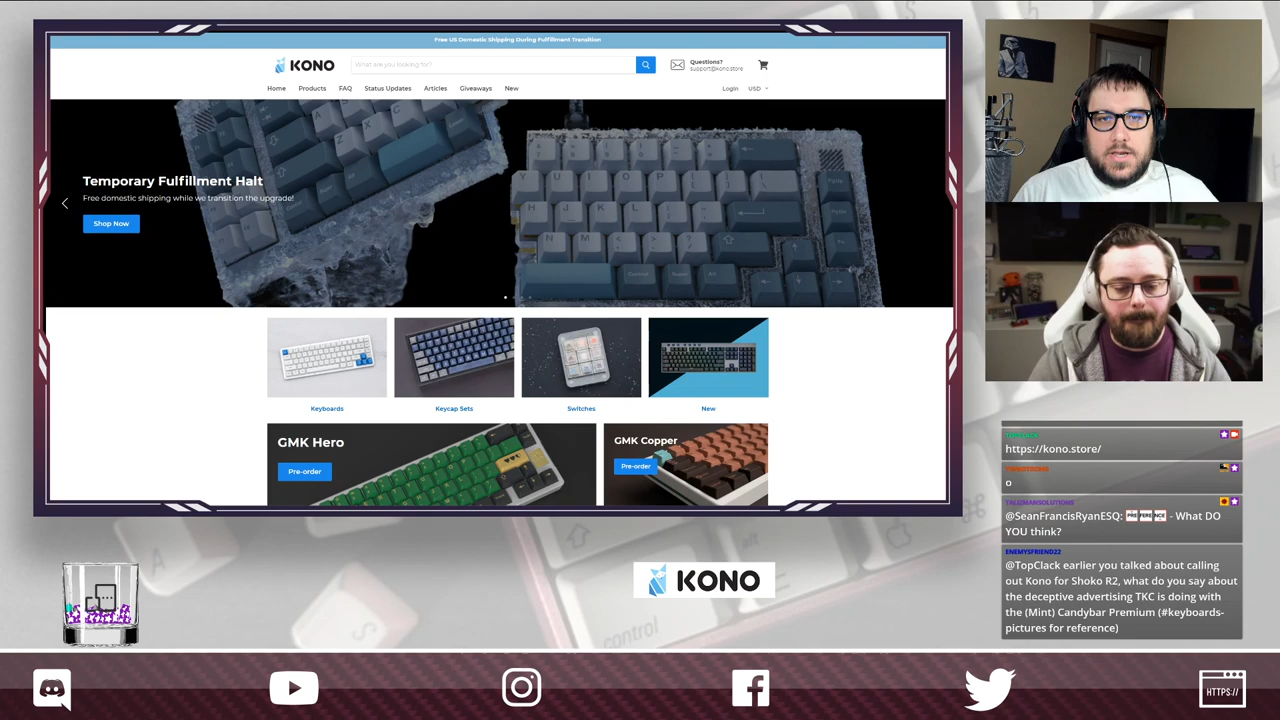 Free US Domestic Shipping During Fulfillment Transition
KONO
What are you looking for?
Questions?
support@kono.store
Home Products FAQ Status Updates Articles Giveaways New
Login USD
Temporary Fulfillment Halt
Free domestic shipping while we transition the upgrade!
Shop Now
Keyboards Keycap Sets Switches New
GMK Hero
Pre-order
GMK Copper
Pre-order
https://kono.store/
o
TALIZMANSOLUTIONS
@SeanFrancisRyanESQ: PREFERENCE - What DO
YOU think?
ENEMYSFRIEND22
@TopClack earlier you talked about calling
out Kono for Shoko R2, what do you say about
the deceptive advertising TKC is doing with
the (Mint) Candybar Premium (#keyboards-
pictures for reference)
KONO
control
HTTPS://